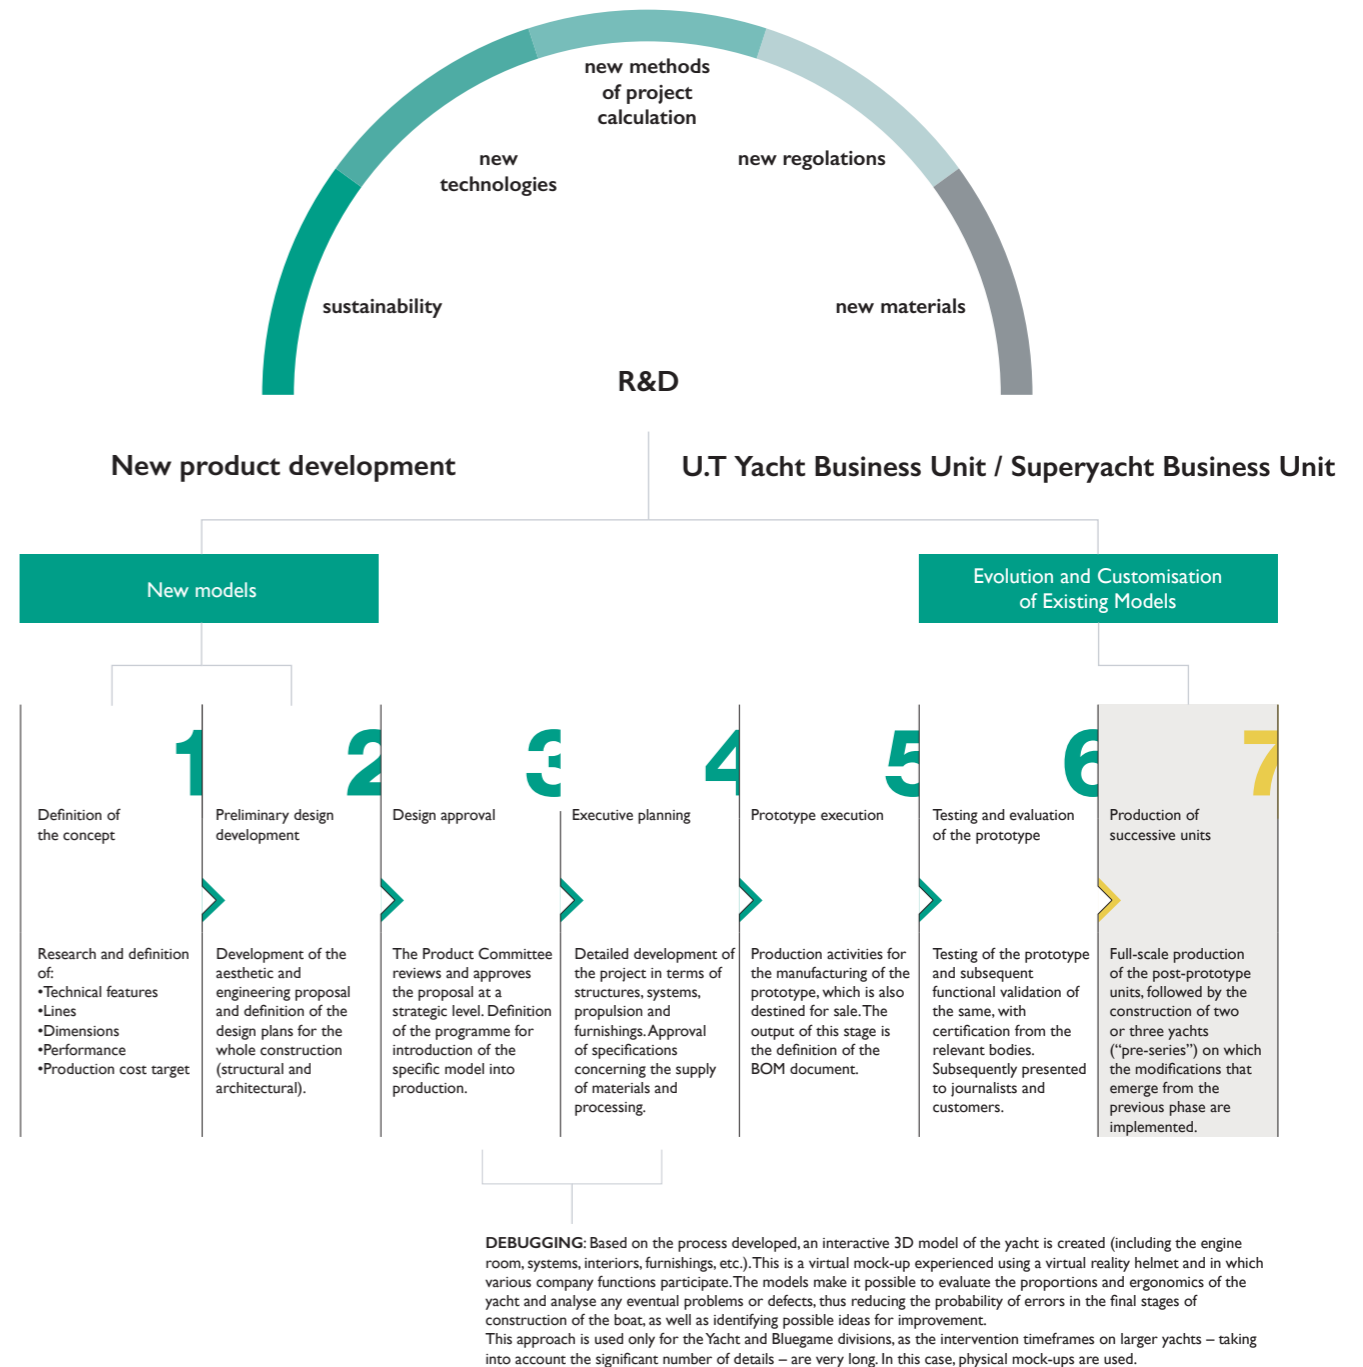 new methods
of project
calculation
new
technologies
new regolations
sustainability
new materials
R&D
New product development
U.T Yacht Business Unit / Superyacht Business Unit
New models
Evolution and Customisation
of Existing Models
1
Definition of
the concept
Research and definition
of:
•Technical features
•Lines
•Dimensions
•Performance
•Production cost target
2
Preliminary design
development
Development of the
aesthetic and
engineering proposal
and definition of the
design plans for the
whole construction
(structural and
architectural).
3
Design approval
The Product Committee
reviews and approves
the proposal at a
strategic level. Definition
of the programme for
introduction of the
specific model into
production.
4
Executive planning
Detailed development of
the project in terms of
structures, systems,
propulsion and
furnishings. Approval
of specifications
concerning the supply
of materials and
processing.
5
Prototype execution
Production activities for
the manufacturing of the
prototype, which is also
destined for sale. The
output of this stage is
the definition of the
BOM document.
6
Testing and evaluation
of the prototype
Testing of the prototype
and subsequent
functional validation of
the same, with
certification from the
relevant bodies.
Subsequently presented
to journalists and
customers.
7
Production of
successive units
Full-scale production
of the post-prototype
units, followed by the
construction of two
or three yachts
(“pre-series”) on which
the modifications that
emerge from the
previous phase are
implemented.
DEBUGGING: Based on the process developed, an interactive 3D model of the yacht is created (including the engine
room, systems, interiors, furnishings, etc.). This is a virtual mock-up experienced using a virtual reality helmet and in which
various company functions participate. The models make it possible to evaluate the proportions and ergonomics of the
yacht and analyse any eventual problems or defects, thus reducing the probability of errors in the final stages of
construction of the boat, as well as identifying possible ideas for improvement.
This approach is used only for the Yacht and Bluegame divisions, as the intervention timeframes on larger yachts – taking
into account the significant number of details – are very long. In this case, physical mock-ups are used.